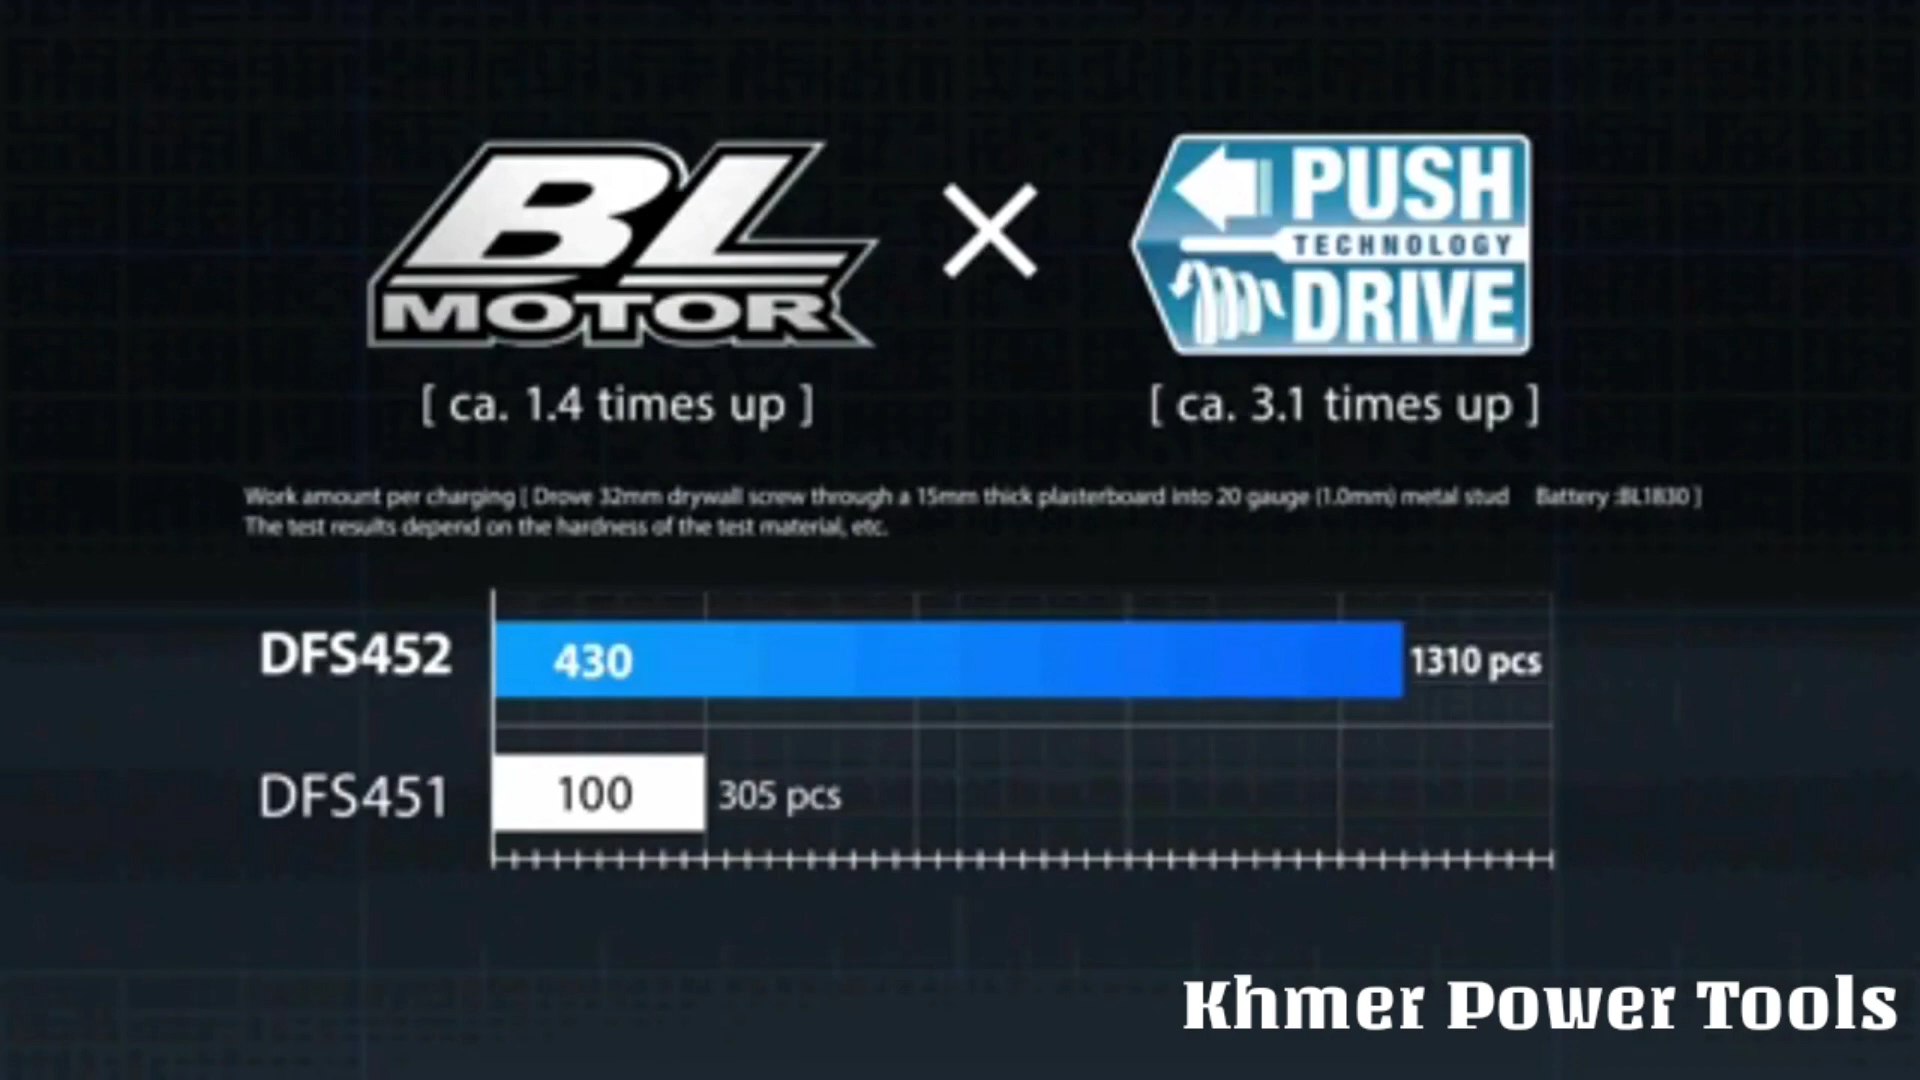 BL
MOTOR
×
PUSH
TECHNOLOGY
DRIVE
[ ca. 1.4 times up ]
[ ca. 3.1 times up ]
Work amount per charging [ Drove 32mm drywall screw through a 15mm thick plasterboard into 20 gauge (1.0mm) metal stud Battery :BL1830 ]
The test results depend on the hardness of the test material, etc.
DFS452 430 1310 pcs
DFS451 100 305 pcs
Khmer Power Tools